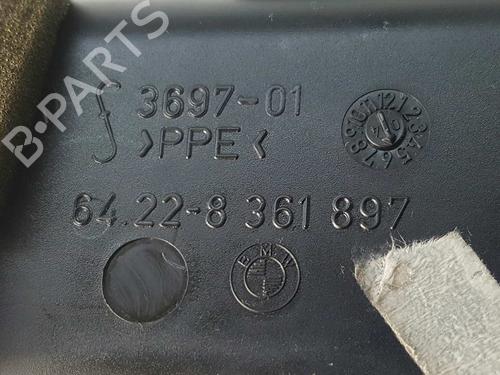 B-PARTS
3697-01
>PPE<
64.22-8 361 897
BMW